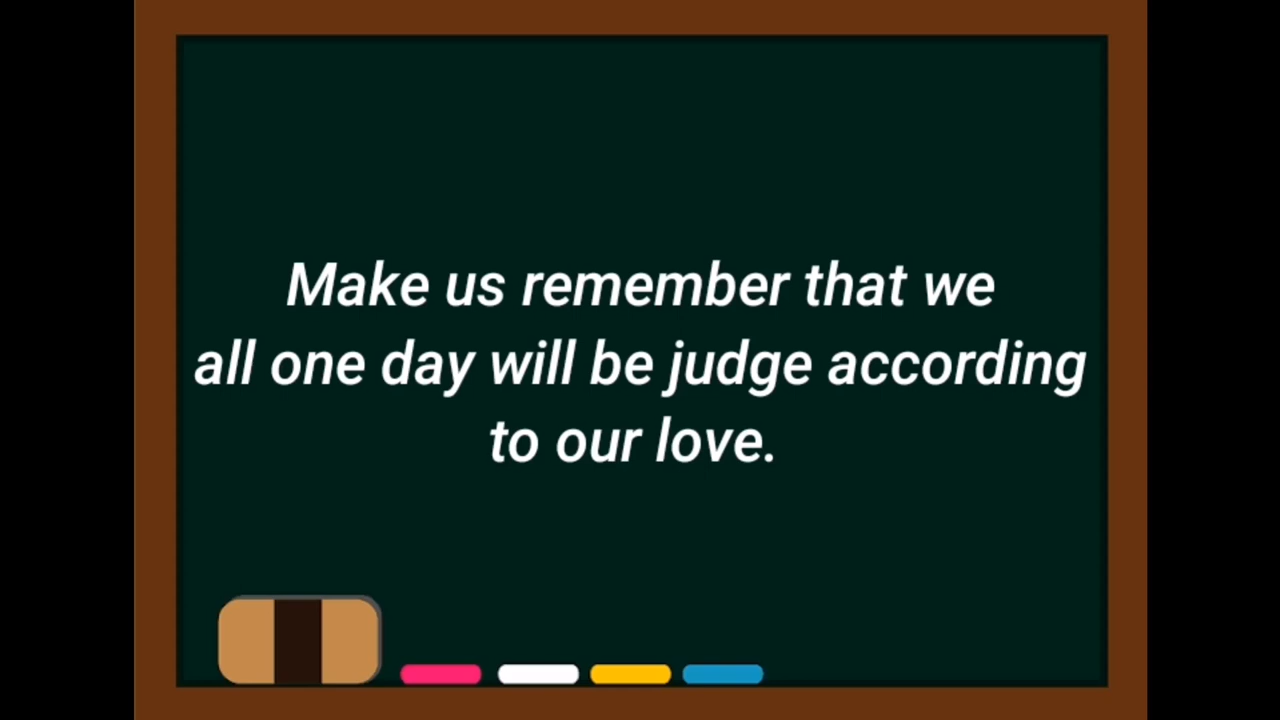 Make us remember that we
all one day will be judge according
to our love.